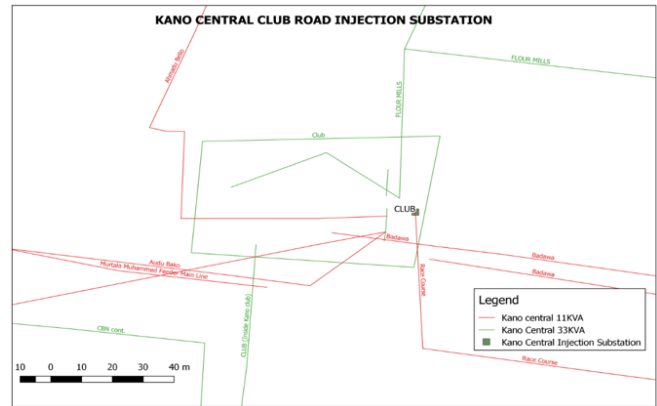 KANO CENTRAL CLUB ROAD INJECTION SUBSTATION
Ahmadu Bello
FLOUR MILLS
FLOUR MILLS
Club
CLUB
Badawa
Badawa
Badawa
Audu Bako
Murtala Muhammed Feeder Main Line
Race Course
CLUB (Inside Kano club)
CBN cont.
Race Course
Legend
Kano central 11KVA
Kano Central 33KVA
Kano Central Injection Substation
10 0 10 20 30 40 m